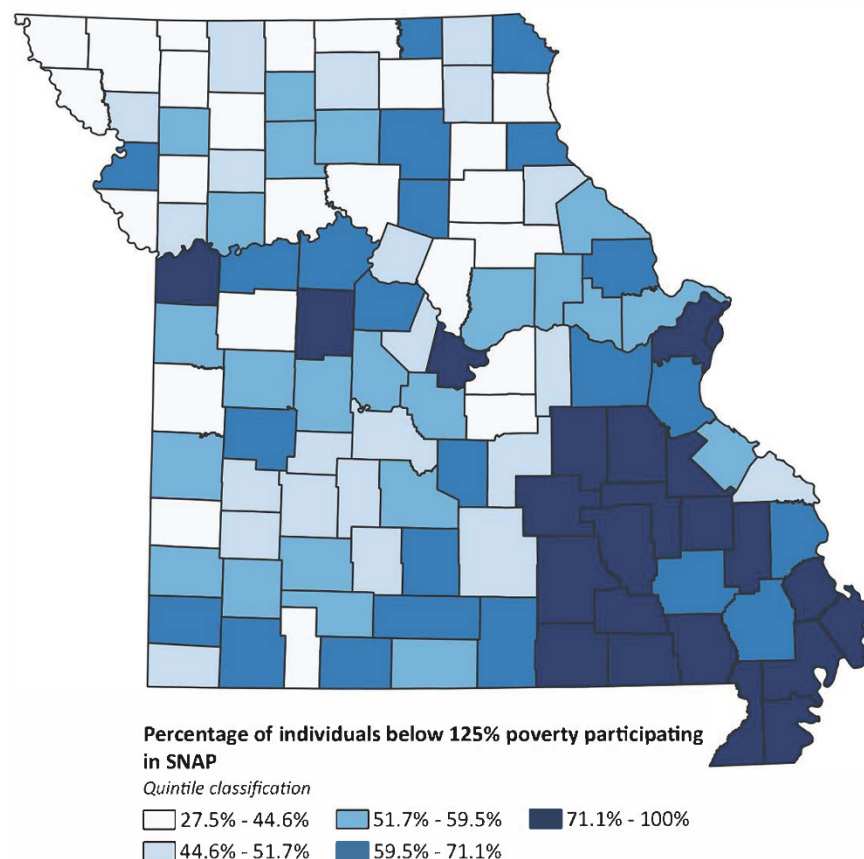 Percentage of individuals below 125% poverty participating
in SNAP
Quintile classification
27.5% - 44.6% 51.7% - 59.5% 71.1% - 100%
44.6% - 51.7% 59.5% - 71.1%